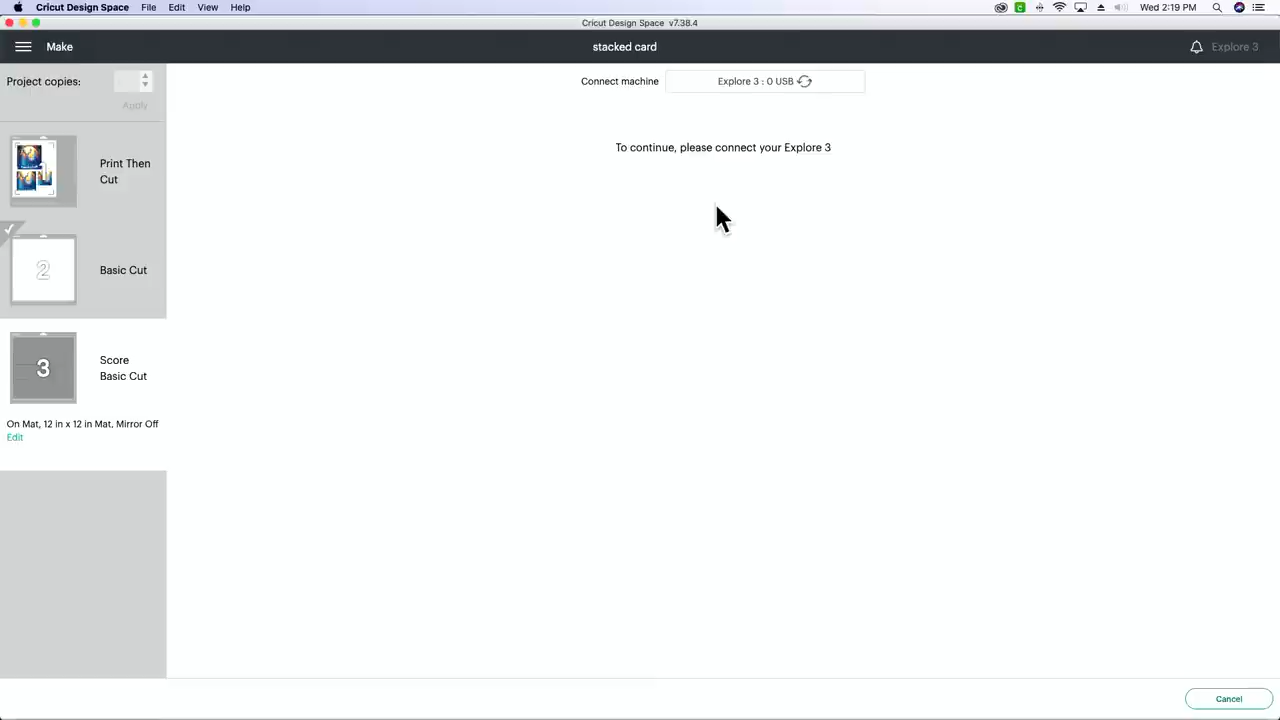 Cricut Design Space File Edit View Help Wed 2:19 PM
Cricut Design Space v7.38.4
Make stacked card Explore 3
Project copies: Connect machine Explore 3 : 0 USB
Apply
To continue, please connect your Explore 3
Print Then
Cut
2 Basic Cut
3 Score
Basic Cut
On Mat, 12 in x 12 in Mat, Mirror Off
Edit
Cancel